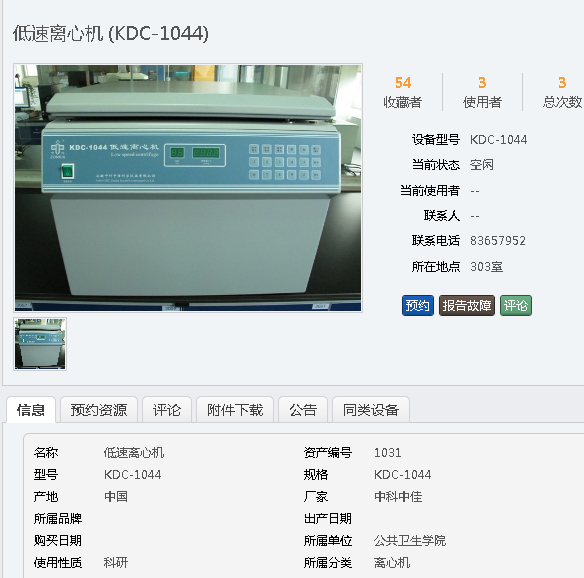 低速离心机 (KDC-1044)
KDC-1044 低速离心机
Low speed centrifuge
54
收藏者
3
使用者
3
总次数
设备型号 KDC-1044
当前状态 空闲
当前使用者 --
联系人 --
联系电话 83657952
所在地点 303室
预约 报告故障 评论
信息 预约资源 评论 附件下载 公告 同类设备
名称 低速离心机 资产编号 1031
型号 KDC-1044 规格 KDC-1044
产地 中国 厂家 中科中佳
所属品牌 出产日期
购买日期 所属单位 公共卫生学院
使用性质 科研 所属分类 离心机